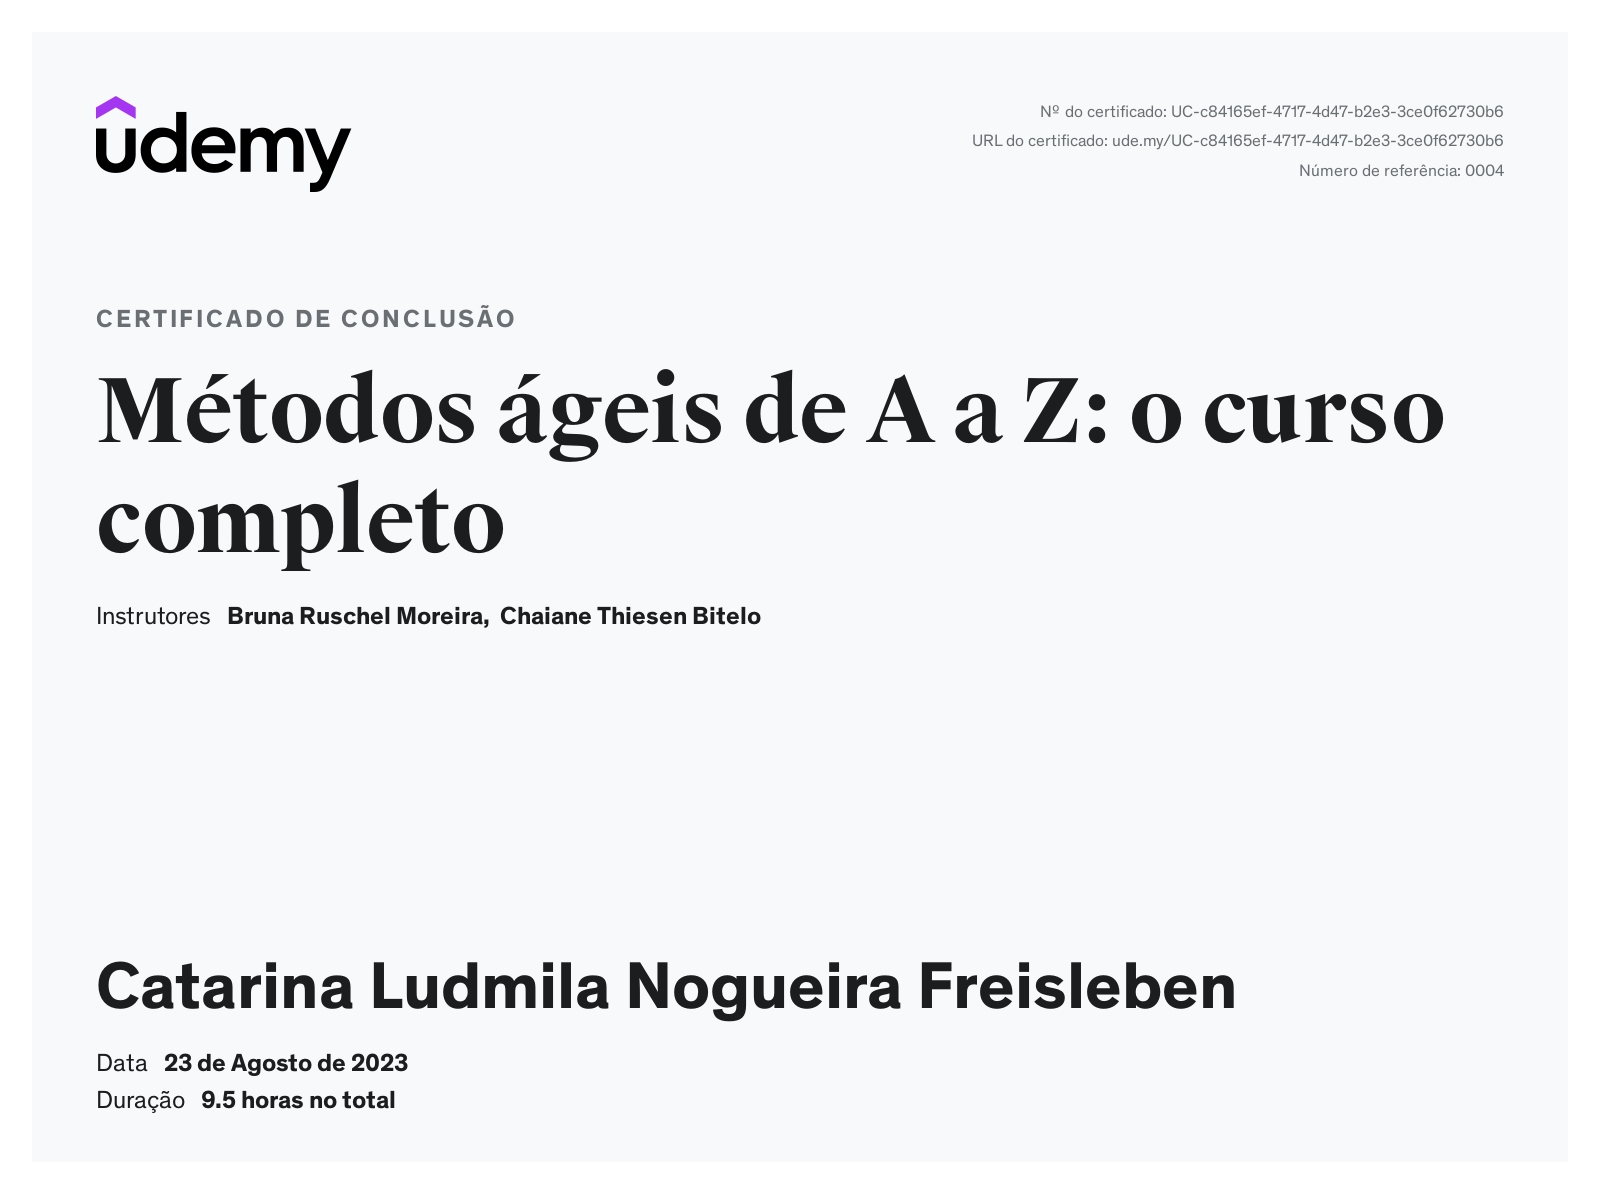 udemy
Nº do certificado: UC-c84165ef-4717-4d47-b2e3-3ce0f62730b6
URL do certificado: ude.my/UC-c84165ef-4717-4d47-b2e3-3ce0f62730b6
Número de referência: 0004
CERTIFICADO DE CONCLUSÃO
Métodos ágeis de A a Z: o curso
completo
Instrutores Bruna Ruschel Moreira, Chaiane Thiesen Bitelo
Catarina Ludmila Nogueira Freisleben
Data 23 de Agosto de 2023
Duração 9.5 horas no total